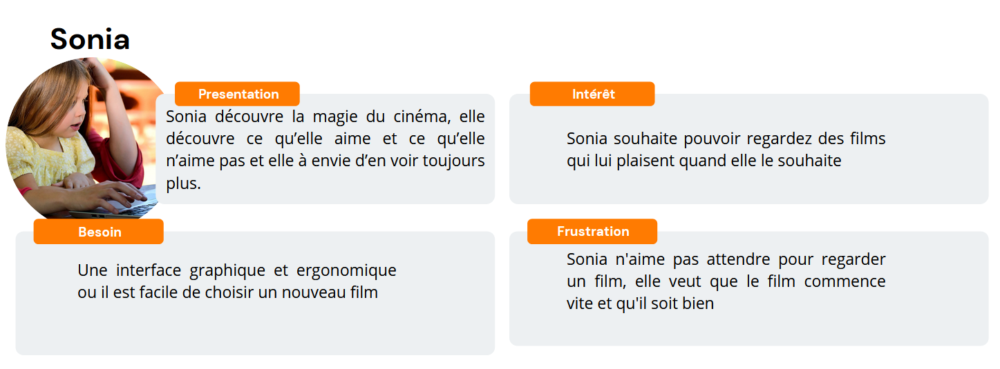 Sonia
Presentation
Sonia découvre la magie du cinéma, elle
découvre ce qu’elle aime et ce qu’elle
n’aime pas et elle à envie d’en voir toujours
plus.
Intérêt
Sonia souhaite pouvoir regardez des films
qui lui plaisent quand elle le souhaite
Besoin
Une interface graphique et ergonomique
ou il est facile de choisir un nouveau film
Frustration
Sonia n'aime pas attendre pour regarder
un film, elle veut que le film commence
vite et qu'il soit bien